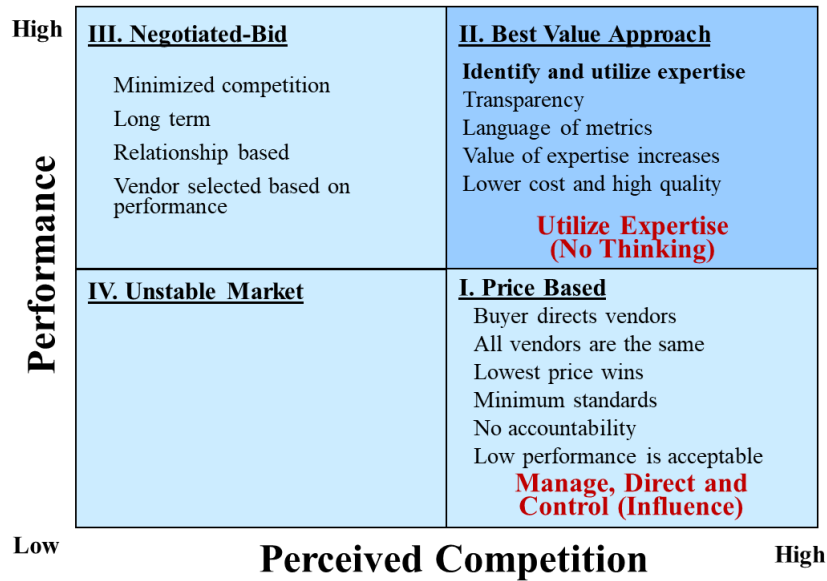 High
III. Negotiated-Bid
Minimized competition
Long term
Relationship based
Vendor selected based on
performance
II. Best Value Approach
Identify and utilize expertise
Transparency
Language of metrics
Value of expertise increases
Lower cost and high quality
Utilize Expertise
(No Thinking)
Performance
IV. Unstable Market
I. Price Based
Buyer directs vendors
All vendors are the same
Lowest price wins
Minimum standards
No accountability
Low performance is acceptable
Manage, Direct and
Control (Influence)
Low
Perceived Competition
High